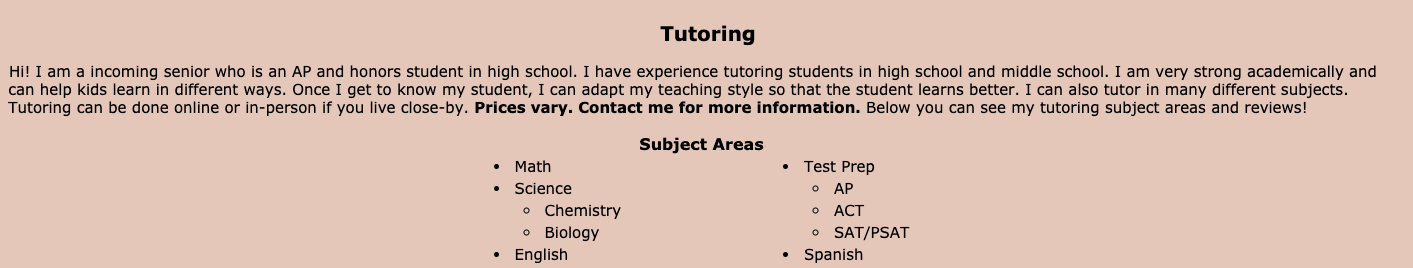 Tutoring
Hi! I am a incoming senior who is an AP and honors student in high school. I have experience tutoring students in high school and middle school. I am very strong academically and
can help kids learn in different ways. Once I get to know my student, I can adapt my teaching style so that the student learns better. I can also tutor in many different subjects.
Tutoring can be done online or in-person if you live close-by. Prices vary. Contact me for more information. Below you can see my tutoring subject areas and reviews!
Subject Areas
• Math
• Science
◦ Chemistry
◦ Biology
• English
• Test Prep
◦ AP
◦ ACT
◦ SAT/PSAT
• Spanish